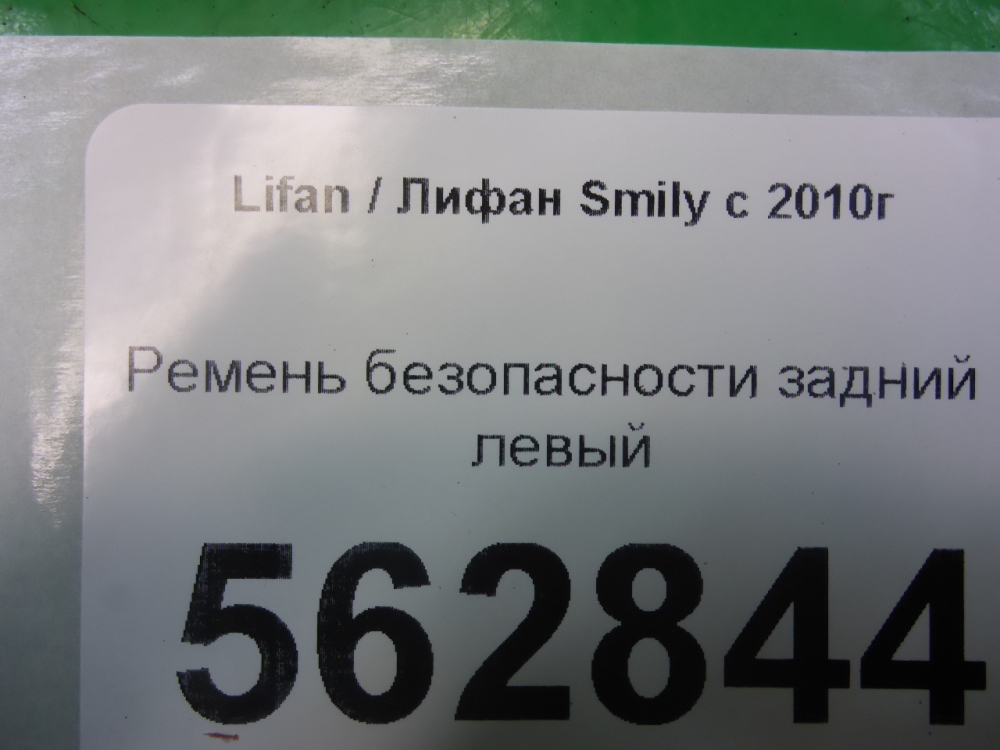 Lifan / Лифан Smily с 2010г
Ремень безопасности задний
левый
562844